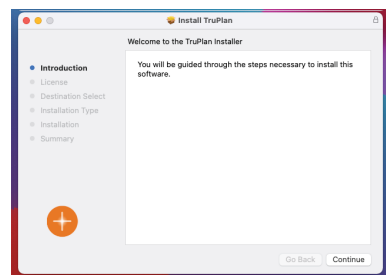 Install TruPlan
Welcome to the TruPlan Installer
Introduction
License
Destination Select
Installation Type
Installation
Summary
You will be guided through the steps necessary to install this
software.
Go Back
Continue